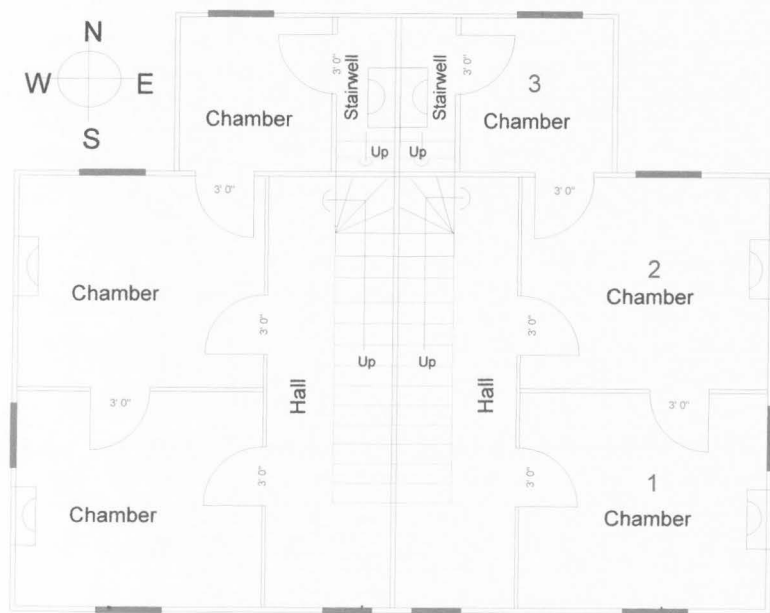 N
W E
S
Chamber
3' 0"
Stairwell
Stairwell
3' 0"
3
Chamber
Up Up
3' 0"
3' 0"
Chamber
2
Chamber
3' 0"
3' 0"
Up Up
Hall
Hall
3' 0"
3' 0"
3' 0"
3' 0"
Chamber
1
Chamber